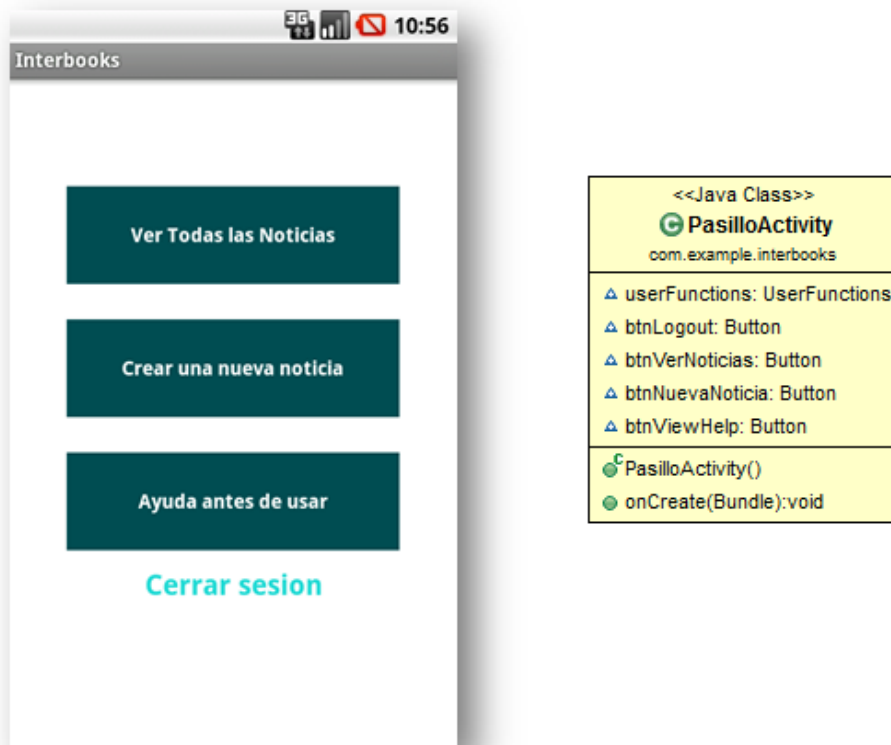 3G 10:56
Interbooks
Ver Todas las Noticias
Crear una nueva noticia
Ayuda antes de usar
Cerrar sesion
<<Java Class>>
C PasilloActivity
com.example.interbooks
userFunctions: UserFunctions
btnLogout: Button
btnVerNoticias: Button
btnNuevaNoticia: Button
btnViewHelp: Button
C PasilloActivity()
onCreate(Bundle):void